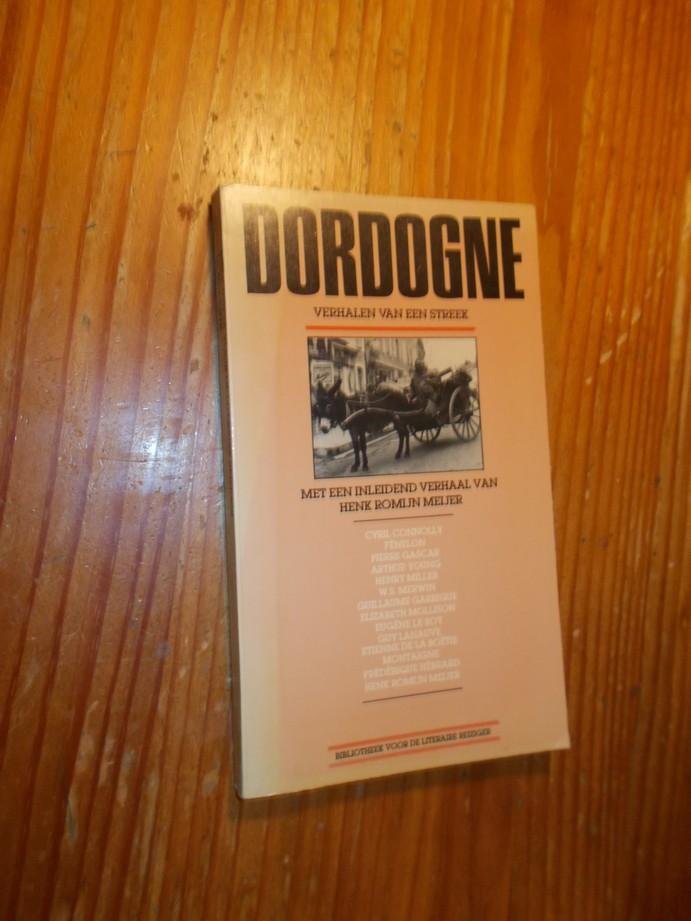 DORDOGNE
VERHALEN VAN EEN STREEK
MET EEN INLEIDEND VERHAAL VAN
HENK ROMIJN MEIJER
CYRIL CONNOLLY
FÉNELON
PIERRE GASCAR
ARTHUR YOUNG
HENRY MILLER
W.S. MERWIN
GUILLAUME GARRIGUE
ELIZABETH MOLLISON
EUGÈNE LE ROY
GUY LAHAUVE
ETIENNE DE LA BOËTIE
MONTAIGNE
FRÉDÉRIQUE HÉBRARD
HENK ROMIJN MEIJER
BIBLIOTHEEK VOOR DE LITERAIRE REIZIGER